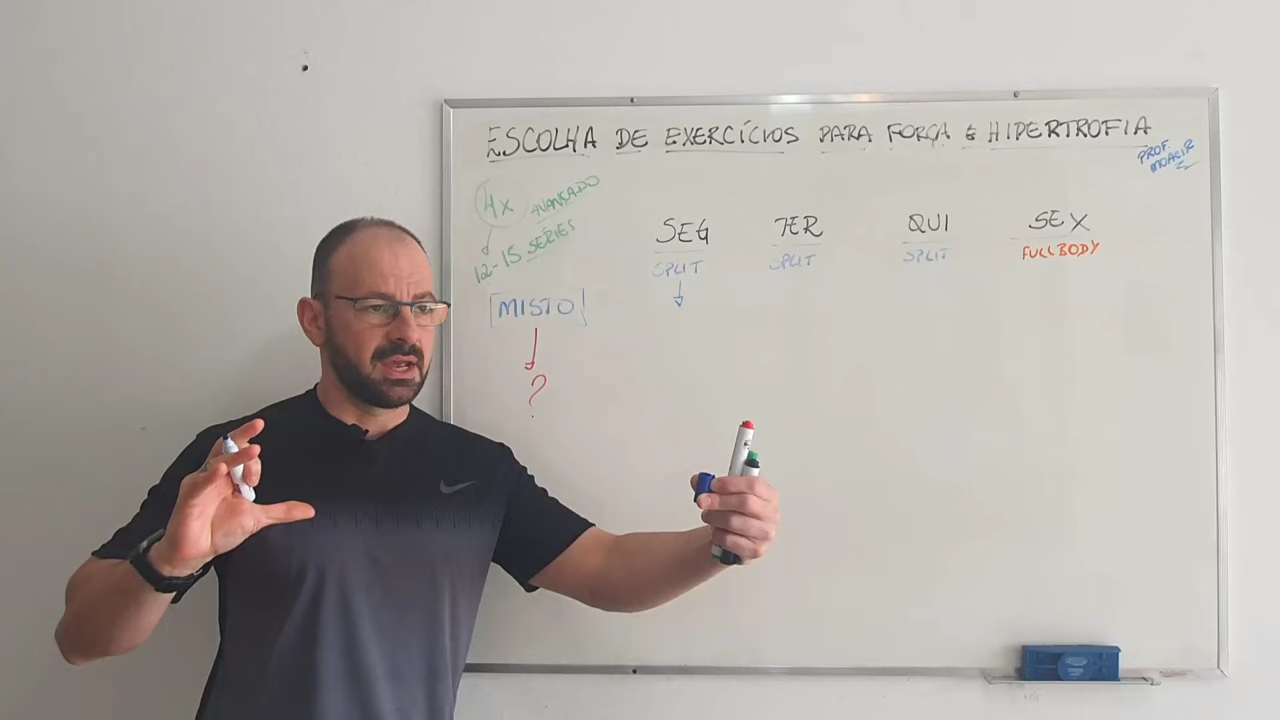 ESCOLHA DE EXERCÍCIOS PARA FORÇA E HIPERTROFIA
PROF. MOACIR
4X AVANÇADO
12-15 SÉRIES
[MISTO]
?
SEG TER QUI SEX
SPLIT SPLIT SPLIT FULLBODY